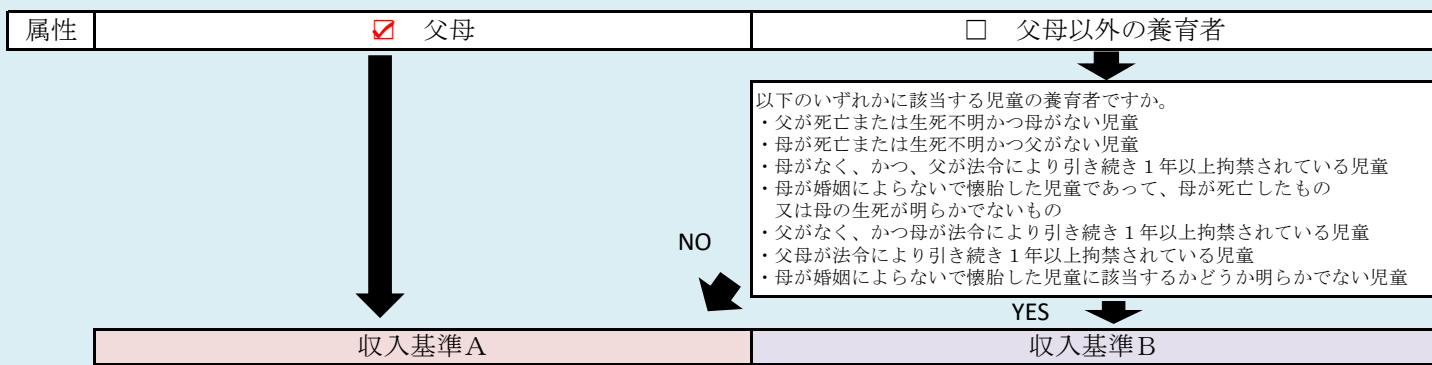 属性
☑ 父母
□ 父母以外の養育者
以下のいずれかに該当する児童の養育者ですか。
・父が死亡または生死不明かつ母がない児童
・母が死亡または生死不明かつ父がない児童
・母がなく、かつ、父が法令により引き続き１年以上拘禁されている児童
・母が婚姻によらないで懐胎した児童であって、母が死亡したもの
又は母の生死が明らかでないもの
・父がなく、かつ母が法令により引き続き１年以上拘禁されている児童
・父母が法令により引き続き１年以上拘禁されている児童
・母が婚姻によらないで懐胎した児童に該当するかどうか明らかでない児童
NO
YES
収入基準Ａ
収入基準Ｂ